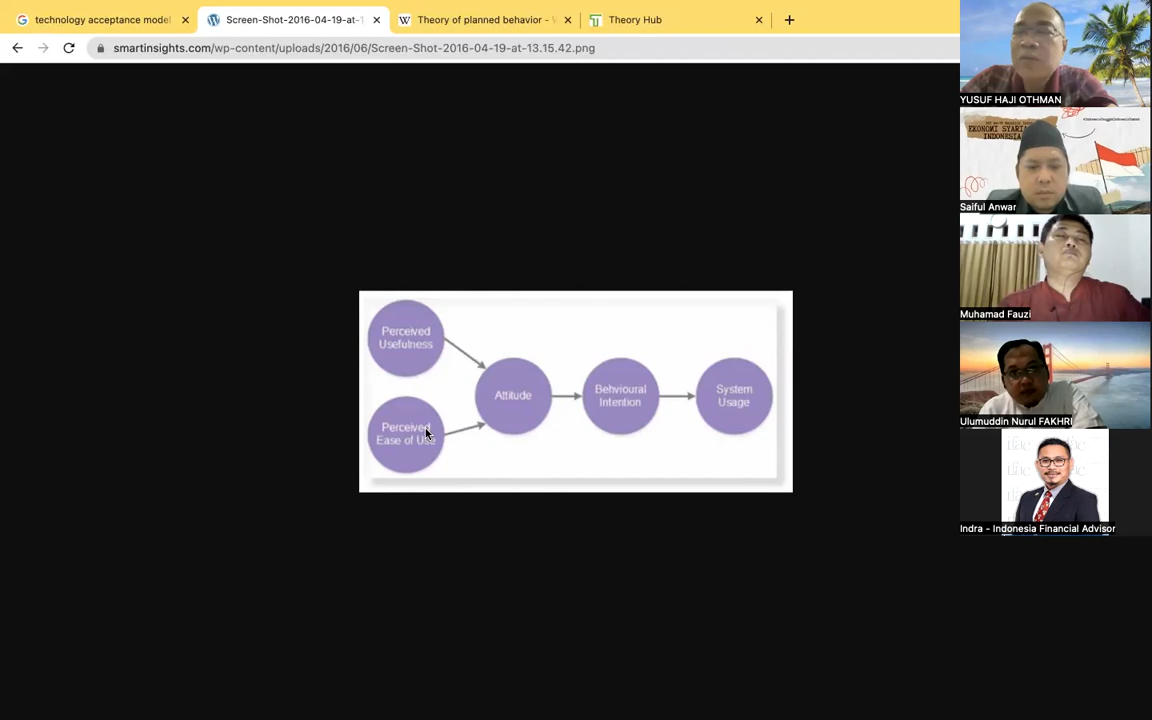 technology acceptance model
Screen-Shot-2016-04-19-at-1
Theory of planned behavior -
Theory Hub
smartinsights.com/wp-content/uploads/2016/06/Screen-Shot-2016-04-19-at-13.15.42.png
Perceived
Usefulness
Perceived
Ease of Use
Attitude
Behvioural
Intention
System
Usage
YUSUF HAJI OTHMAN
EKONOMI SYARIA
INDONESIA
Saiful Anwar
Muhamad Fauzi
Ulumuddin Nurul FAKHRI
Indra - Indonesia Financial Advisor